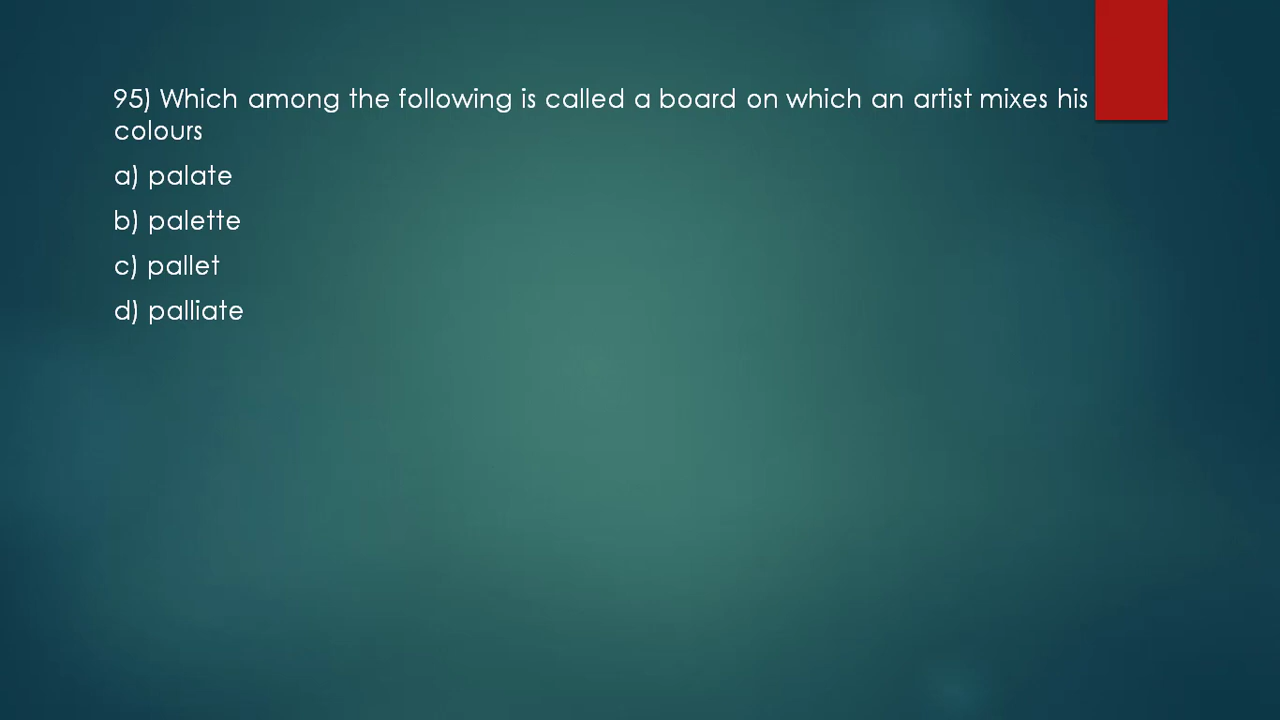 95) Which among the following is called a board on which an artist mixes his
colours
a) palate
b) palette
c) pallet
d) palliate